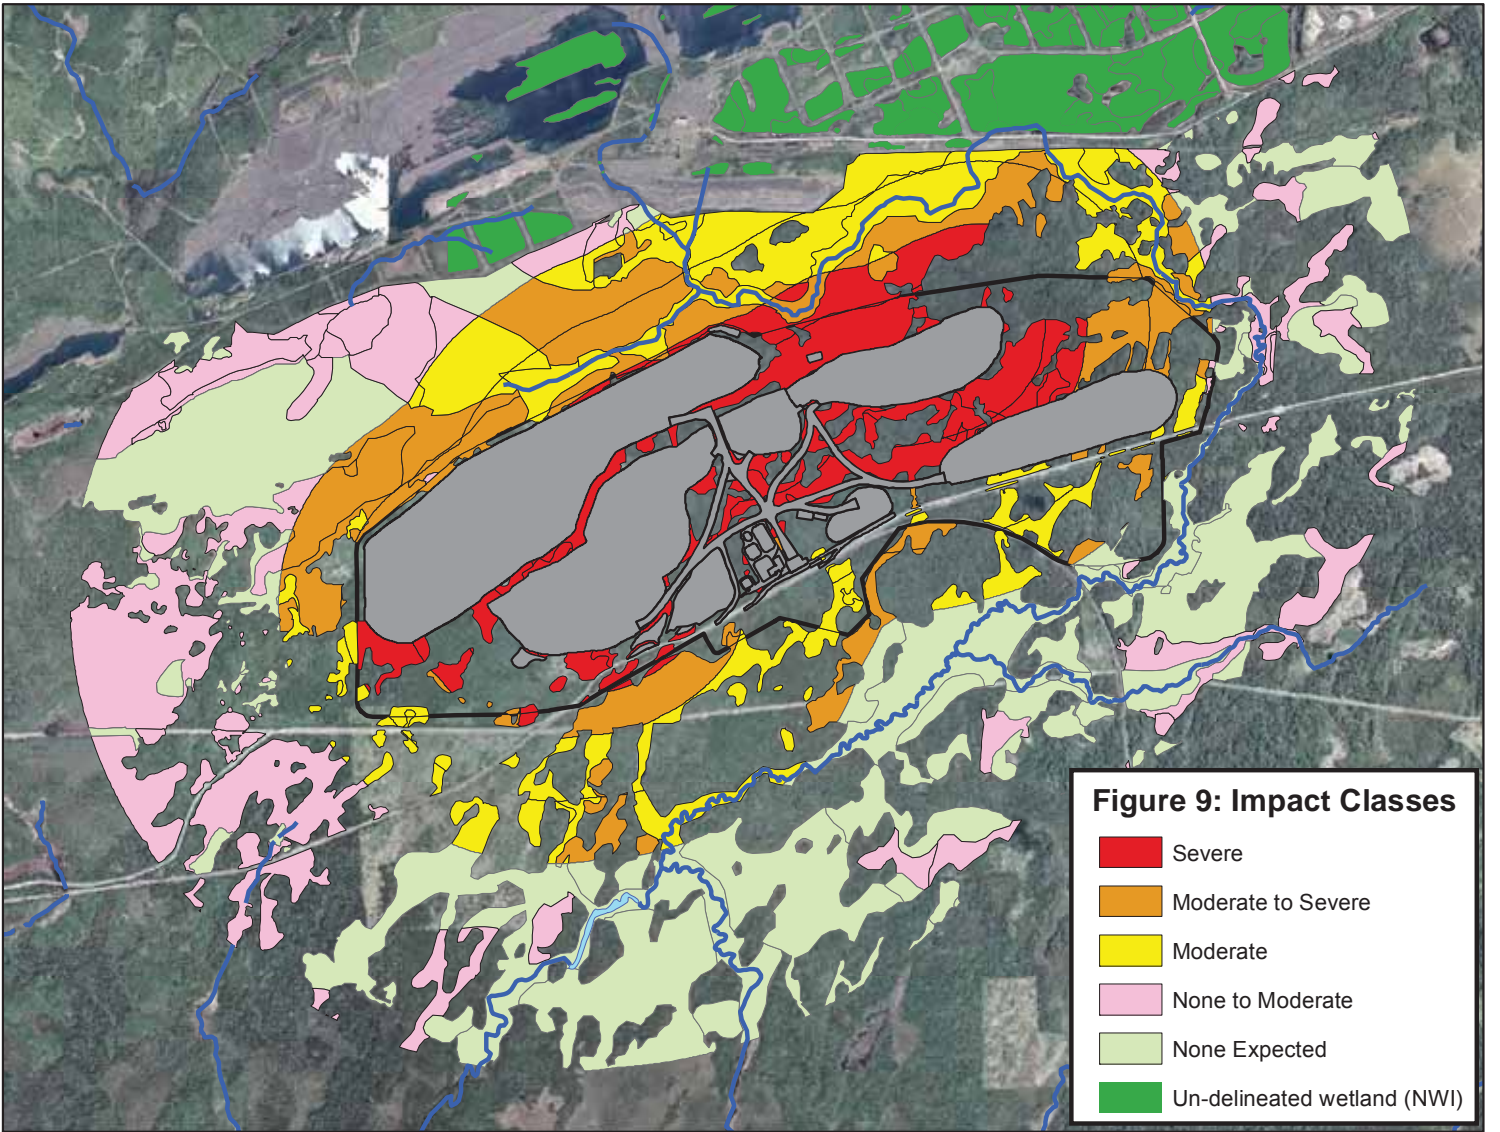 Figure 9: Impact Classes
Severe
Moderate to Severe
Moderate
None to Moderate
None Expected
Un-delineated wetland (NWI)